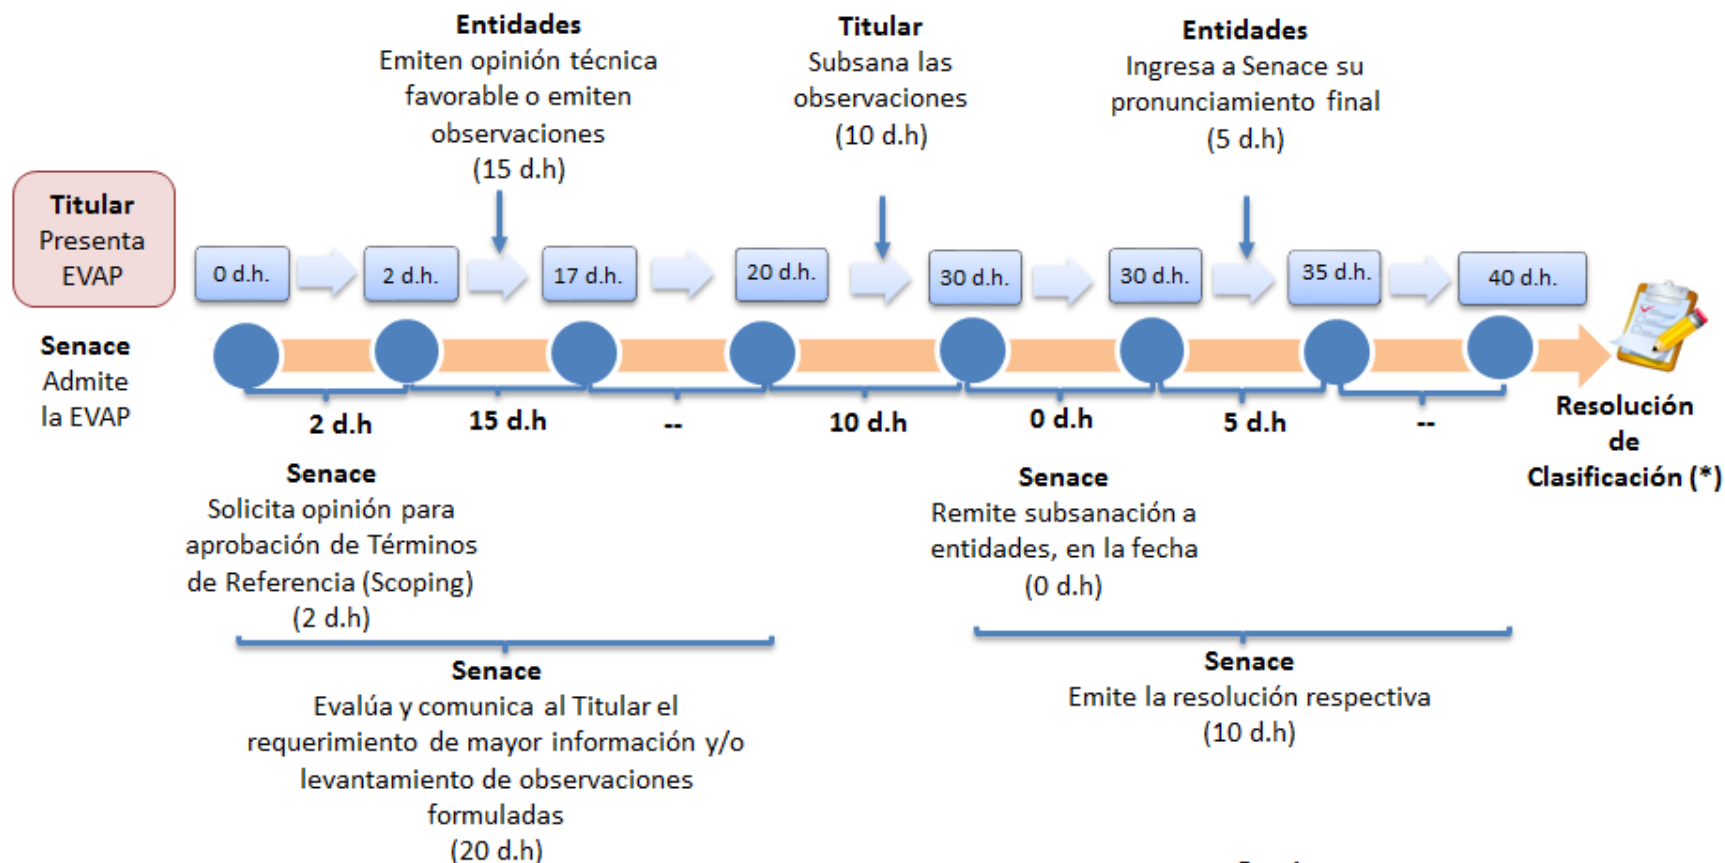 Entidades
Emiten opinión técnica
favorable o emiten
observaciones
(15 d.h)
Titular
Subsana las
observaciones
(10 d.h)
Entidades
Ingresa a Senace su
pronunciamiento final
(5 d.h)
Titular
Presenta
EVAP
0 d.h.
2 d.h.
17 d.h.
20 d.h.
30 d.h.
30 d.h.
35 d.h.
40 d.h.
Senace
Admite
la EVAP
2 d.h
15 d.h
--
10 d.h
0 d.h
5 d.h
--
Resolución
de
Clasificación (*)
Senace
Solicita opinión para
aprobación de Términos
de Referencia (Scoping)
(2 d.h)
Senace
Remite subsanación a
entidades, en la fecha
(0 d.h)
Senace
Evalúa y comunica al Titular el
requerimiento de mayor información y/o
levantamiento de observaciones
formuladas
(20 d.h)
Senace
Emite la resolución respectiva
(10 d.h)